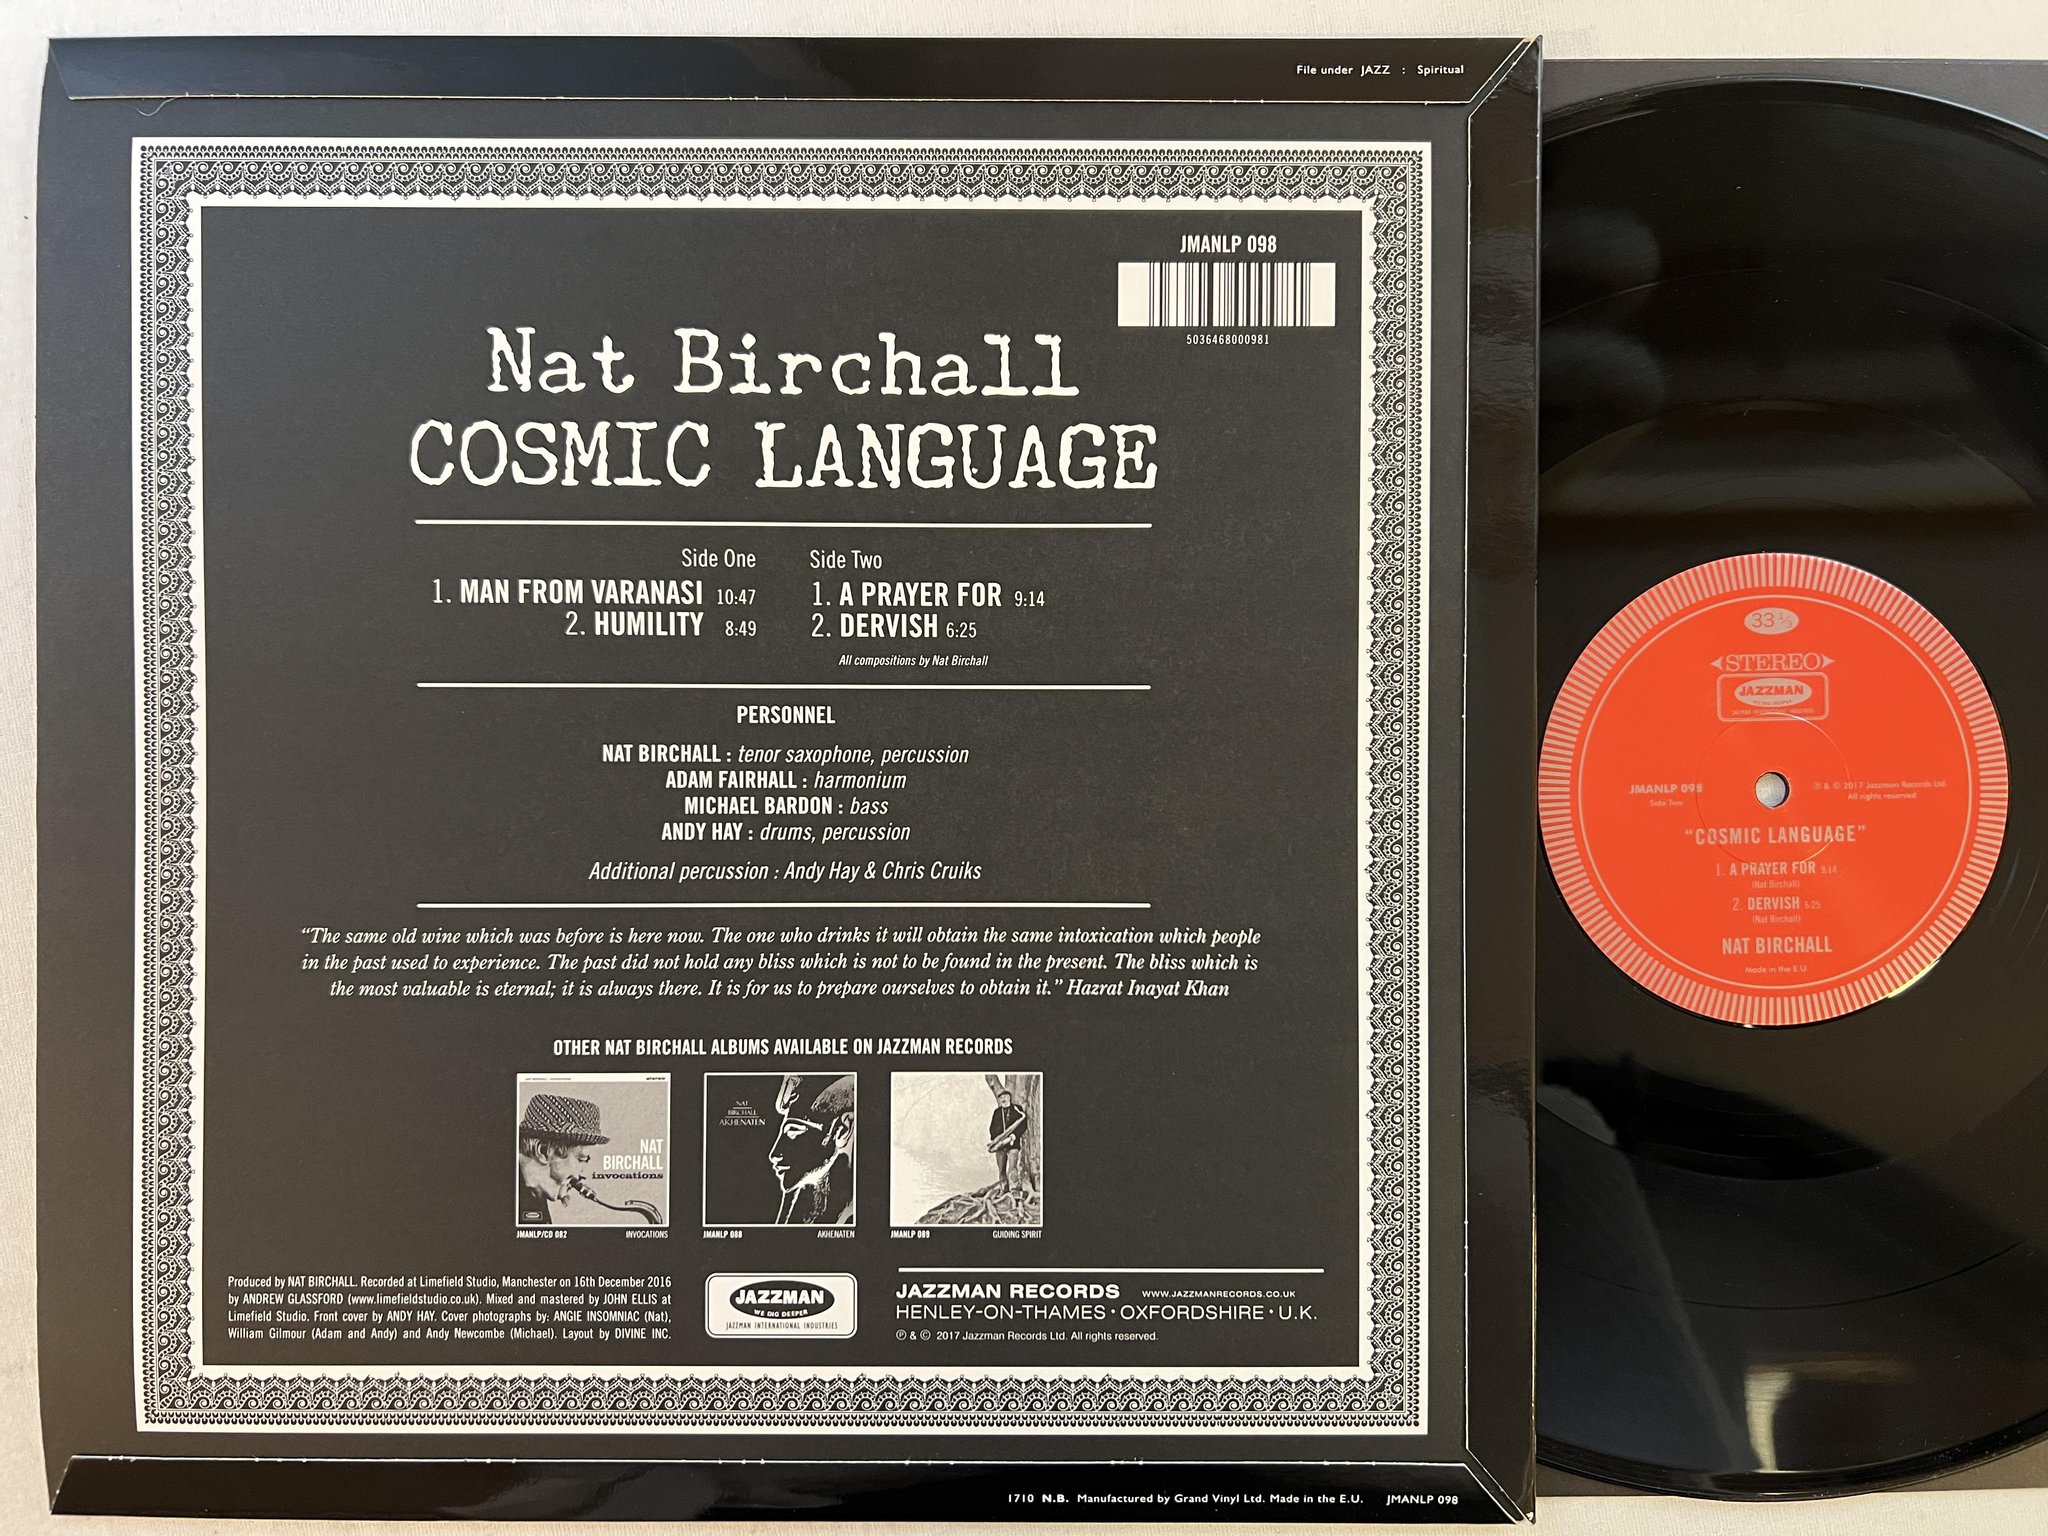 File under JAZZ : Spiritual
JMANLP 098
5036468000981
Nat Birchall
COSMIC LANGUAGE
Side One
1. MAN FROM VARANASI 10:47
2. HUMILITY 8:49
Side Two
1. A PRAYER FOR 9:14
2. DERVISH 6:25
All compositions by Nat Birchall
PERSONNEL
NAT BIRCHALL : tenor saxophone, percussion
ADAM FAIRHALL : harmonium
MICHAEL BARDON : bass
ANDY HAY : drums, percussion
Additional percussion : Andy Hay & Chris Cruiks
“The same old wine which was before is here now. The one who drinks it will obtain the same intoxication which people
in the past used to experience. The past did not hold any bliss which is not to be found in the present. The bliss which is
the most valuable is eternal; it is always there. It is for us to prepare ourselves to obtain it.” Hazrat Inayat Khan
OTHER NAT BIRCHALL ALBUMS AVAILABLE ON JAZZMAN RECORDS
NAT
BIRCHALL
invocations
JMANLP/CD 082 INVOCATIONS
NAT
BIRCHALL
AKHENATEN
JMANLP 088 AKHENATEN
JMANLP 089 GUIDING SPIRIT
Produced by NAT BIRCHALL. Recorded at Limefield Studio, Manchester on 16th December 2016
by ANDREW GLASSFORD (www.limefieldstudio.co.uk). Mixed and mastered by JOHN ELLIS at
Limefield Studio. Front cover by ANDY HAY. Cover photographs by: ANGIE INSOMNIAC (Nat),
William Gilmour (Adam and Andy) and Andy Newcombe (Michael). Layout by DIVINE INC.
JAZZMAN
WE DIG DEEPER
JAZZMAN INTERNATIONAL INDUSTRIES
JAZZMAN RECORDS WWW.JAZZMANRECORDS.CO.UK
HENLEY-ON-THAMES • OXFORDSHIRE • U.K.
℗ & © 2017 Jazzman Records Ltd. All rights reserved.
1710 N.B. Manufactured by Grand Vinyl Ltd. Made in the E.U. JMANLP 098
33 1/3
STEREO
JAZZMAN
WE DIG DEEPER
JAZZMAN INTERNATIONAL INDUSTRIES
JMANLP 098
Side Two
℗ & © 2017 Jazzman Records Ltd.
All rights reserved
“COSMIC LANGUAGE”
1. A PRAYER FOR 9:14
(Nat Birchall)
2. DERVISH 6:25
(Nat Birchall)
NAT BIRCHALL
Made in the E.U.